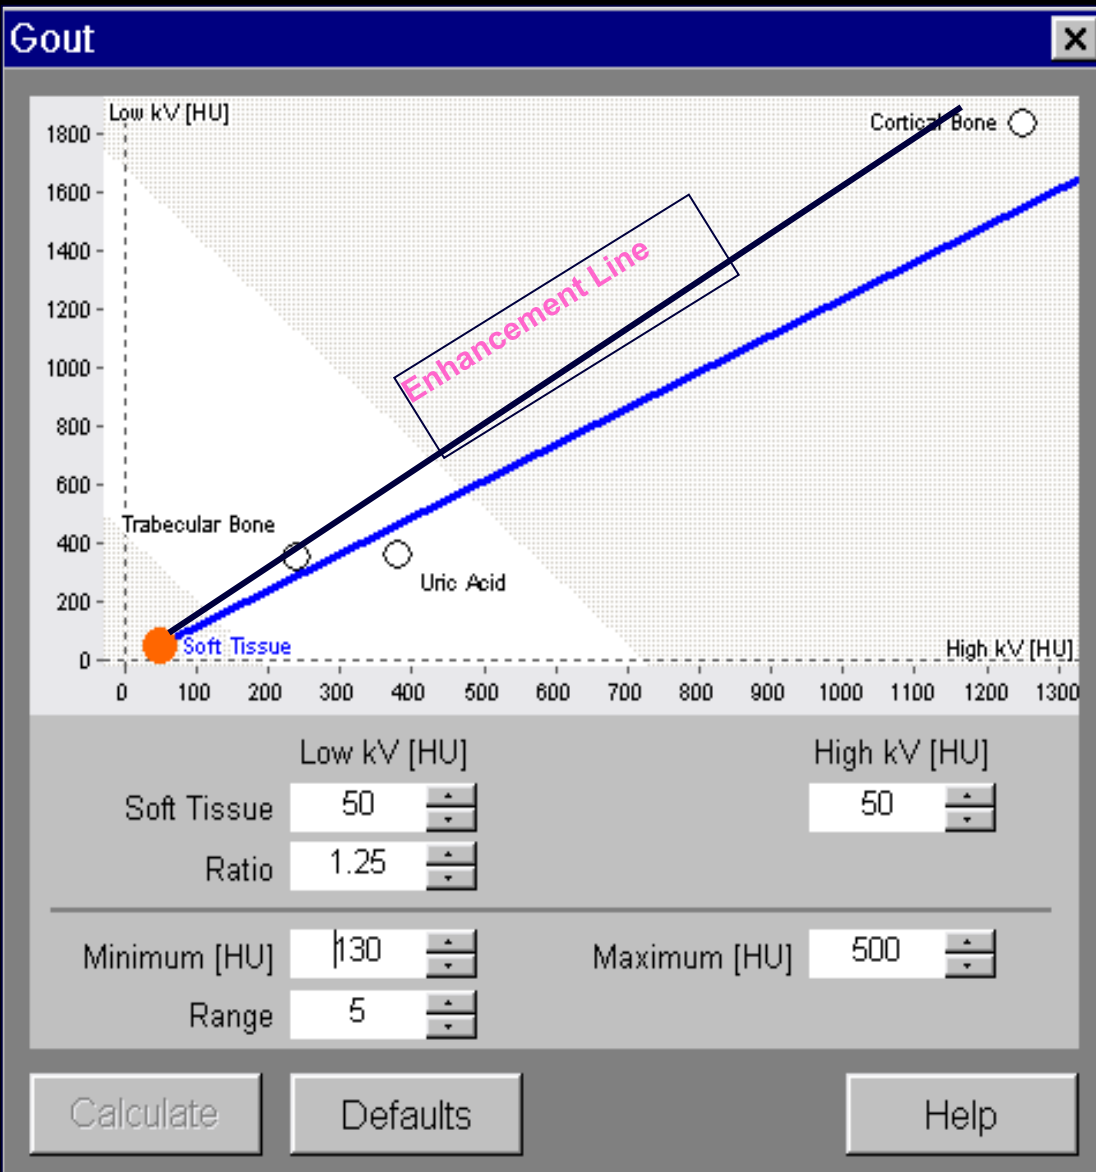 Gout
Low kV [HU]
Cortical Bone
1800
1600
1400
Enhancement Line
1200
1000
800
600
Trabecular Bone
400
Uric Acid
200
Soft Tissue
High kV [HU]
0
0 100 200 300 400 500 600 700 800 900 1000 1100 1200 1300
Low kV [HU] High kV [HU]
Soft Tissue 50 50
Ratio 1.25
Minimum [HU] 130 Maximum [HU] 500
Range 5
Calculate Defaults Help